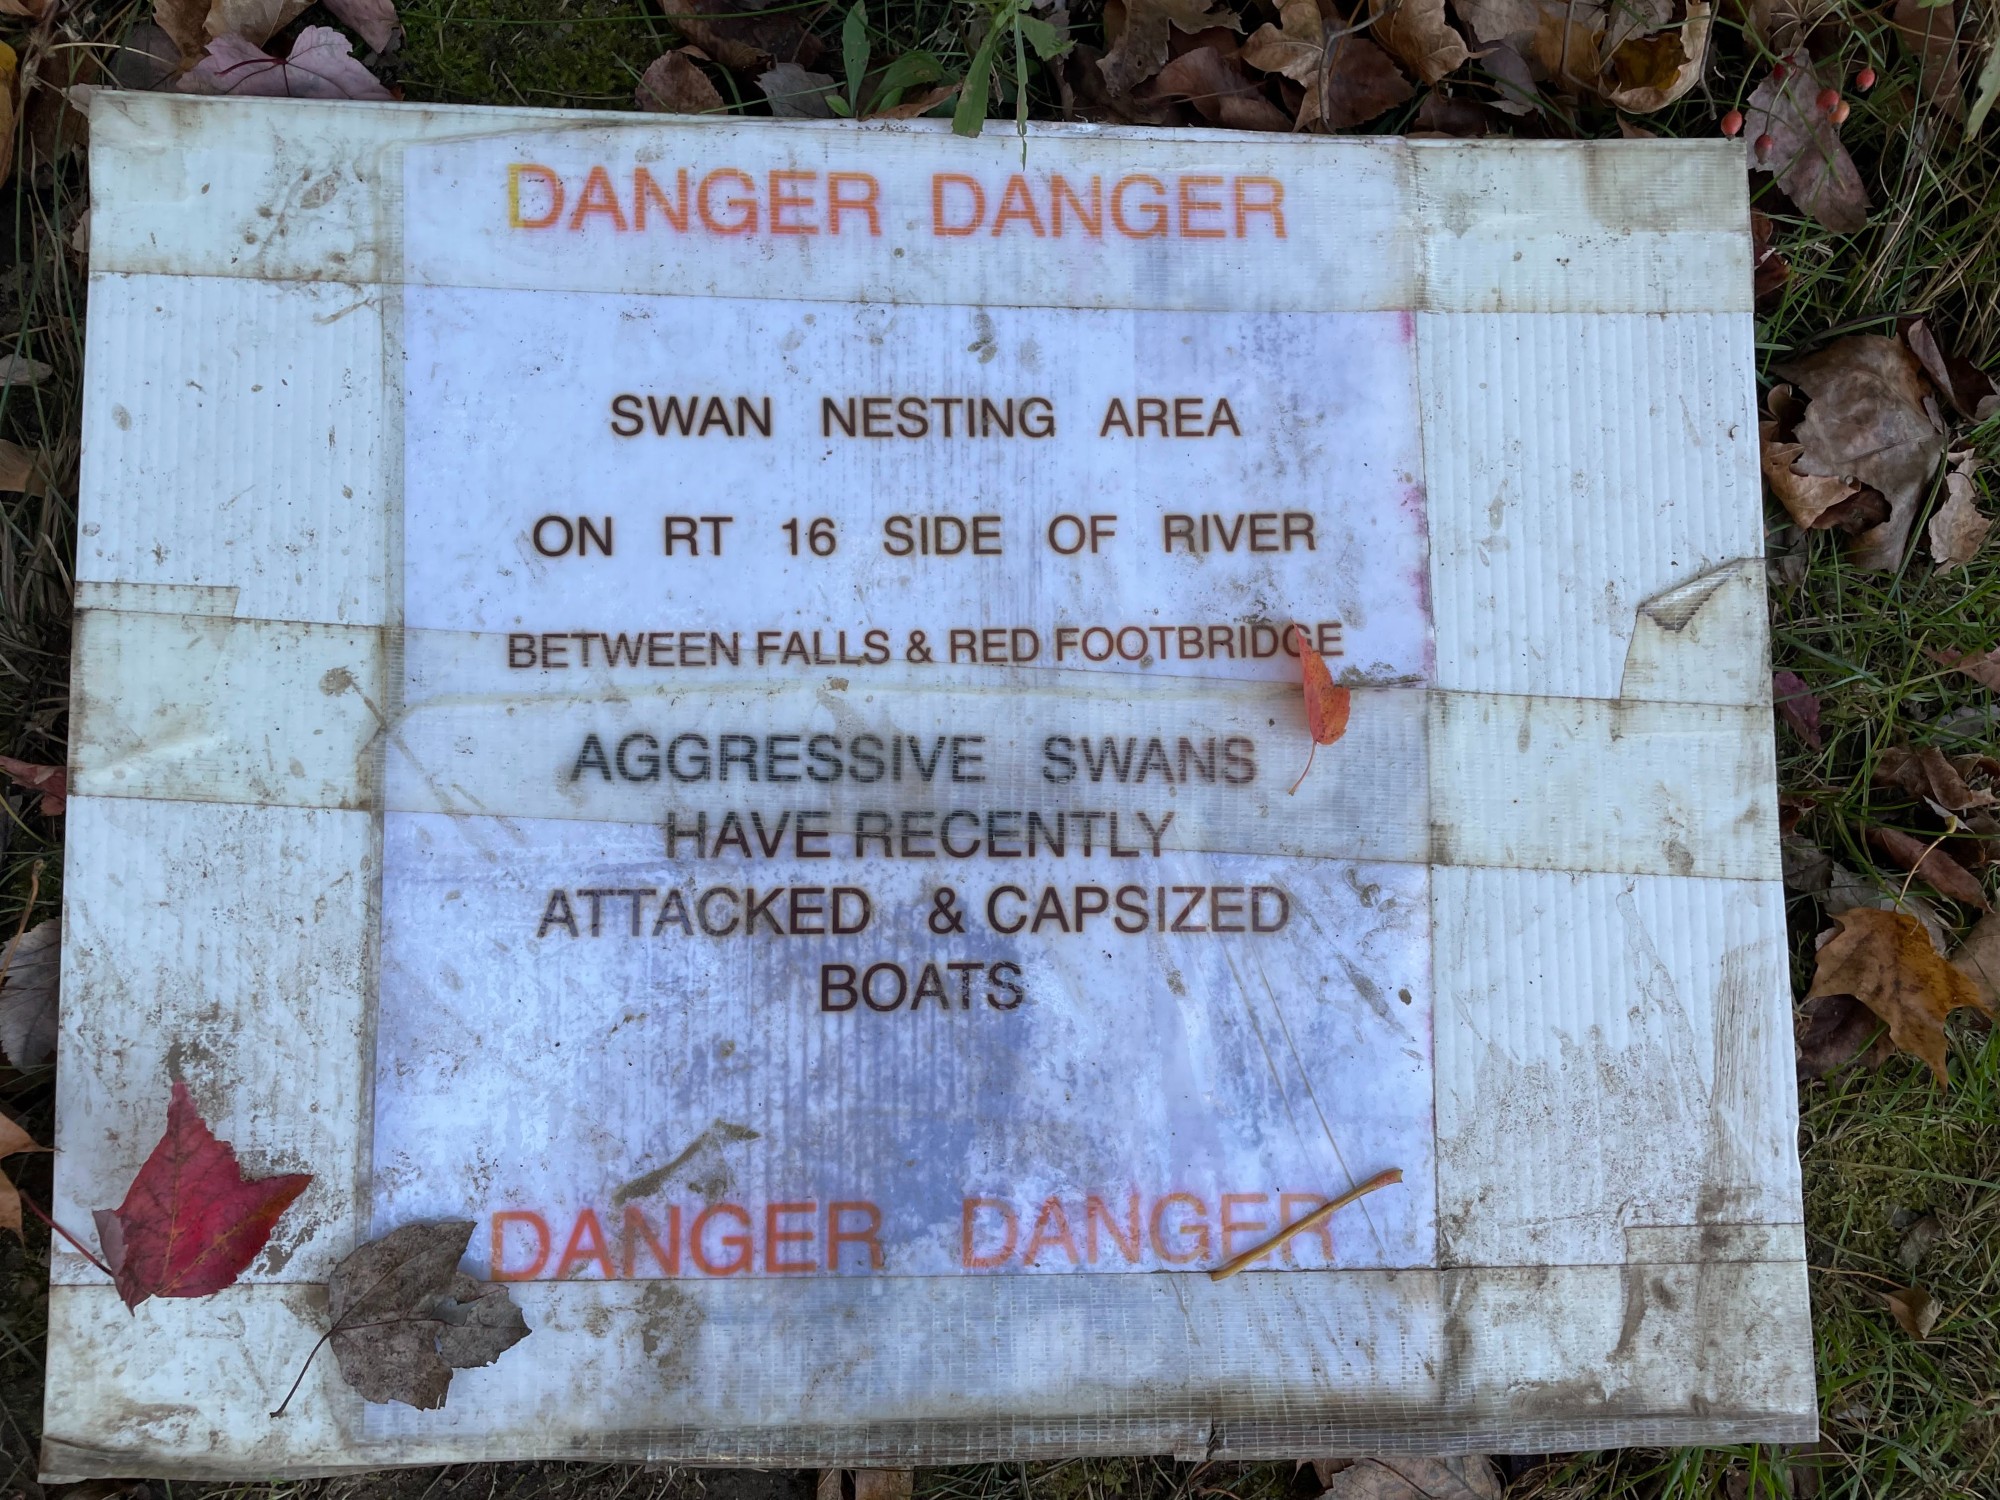 DANGER DANGER
SWAN NESTING AREA
ON RT 16 SIDE OF RIVER
BETWEEN FALLS & RED FOOTBRIDGE
AGGRESSIVE SWANS
HAVE RECENTLY
ATTACKED & CAPSIZED
BOATS
DANGER DANGER